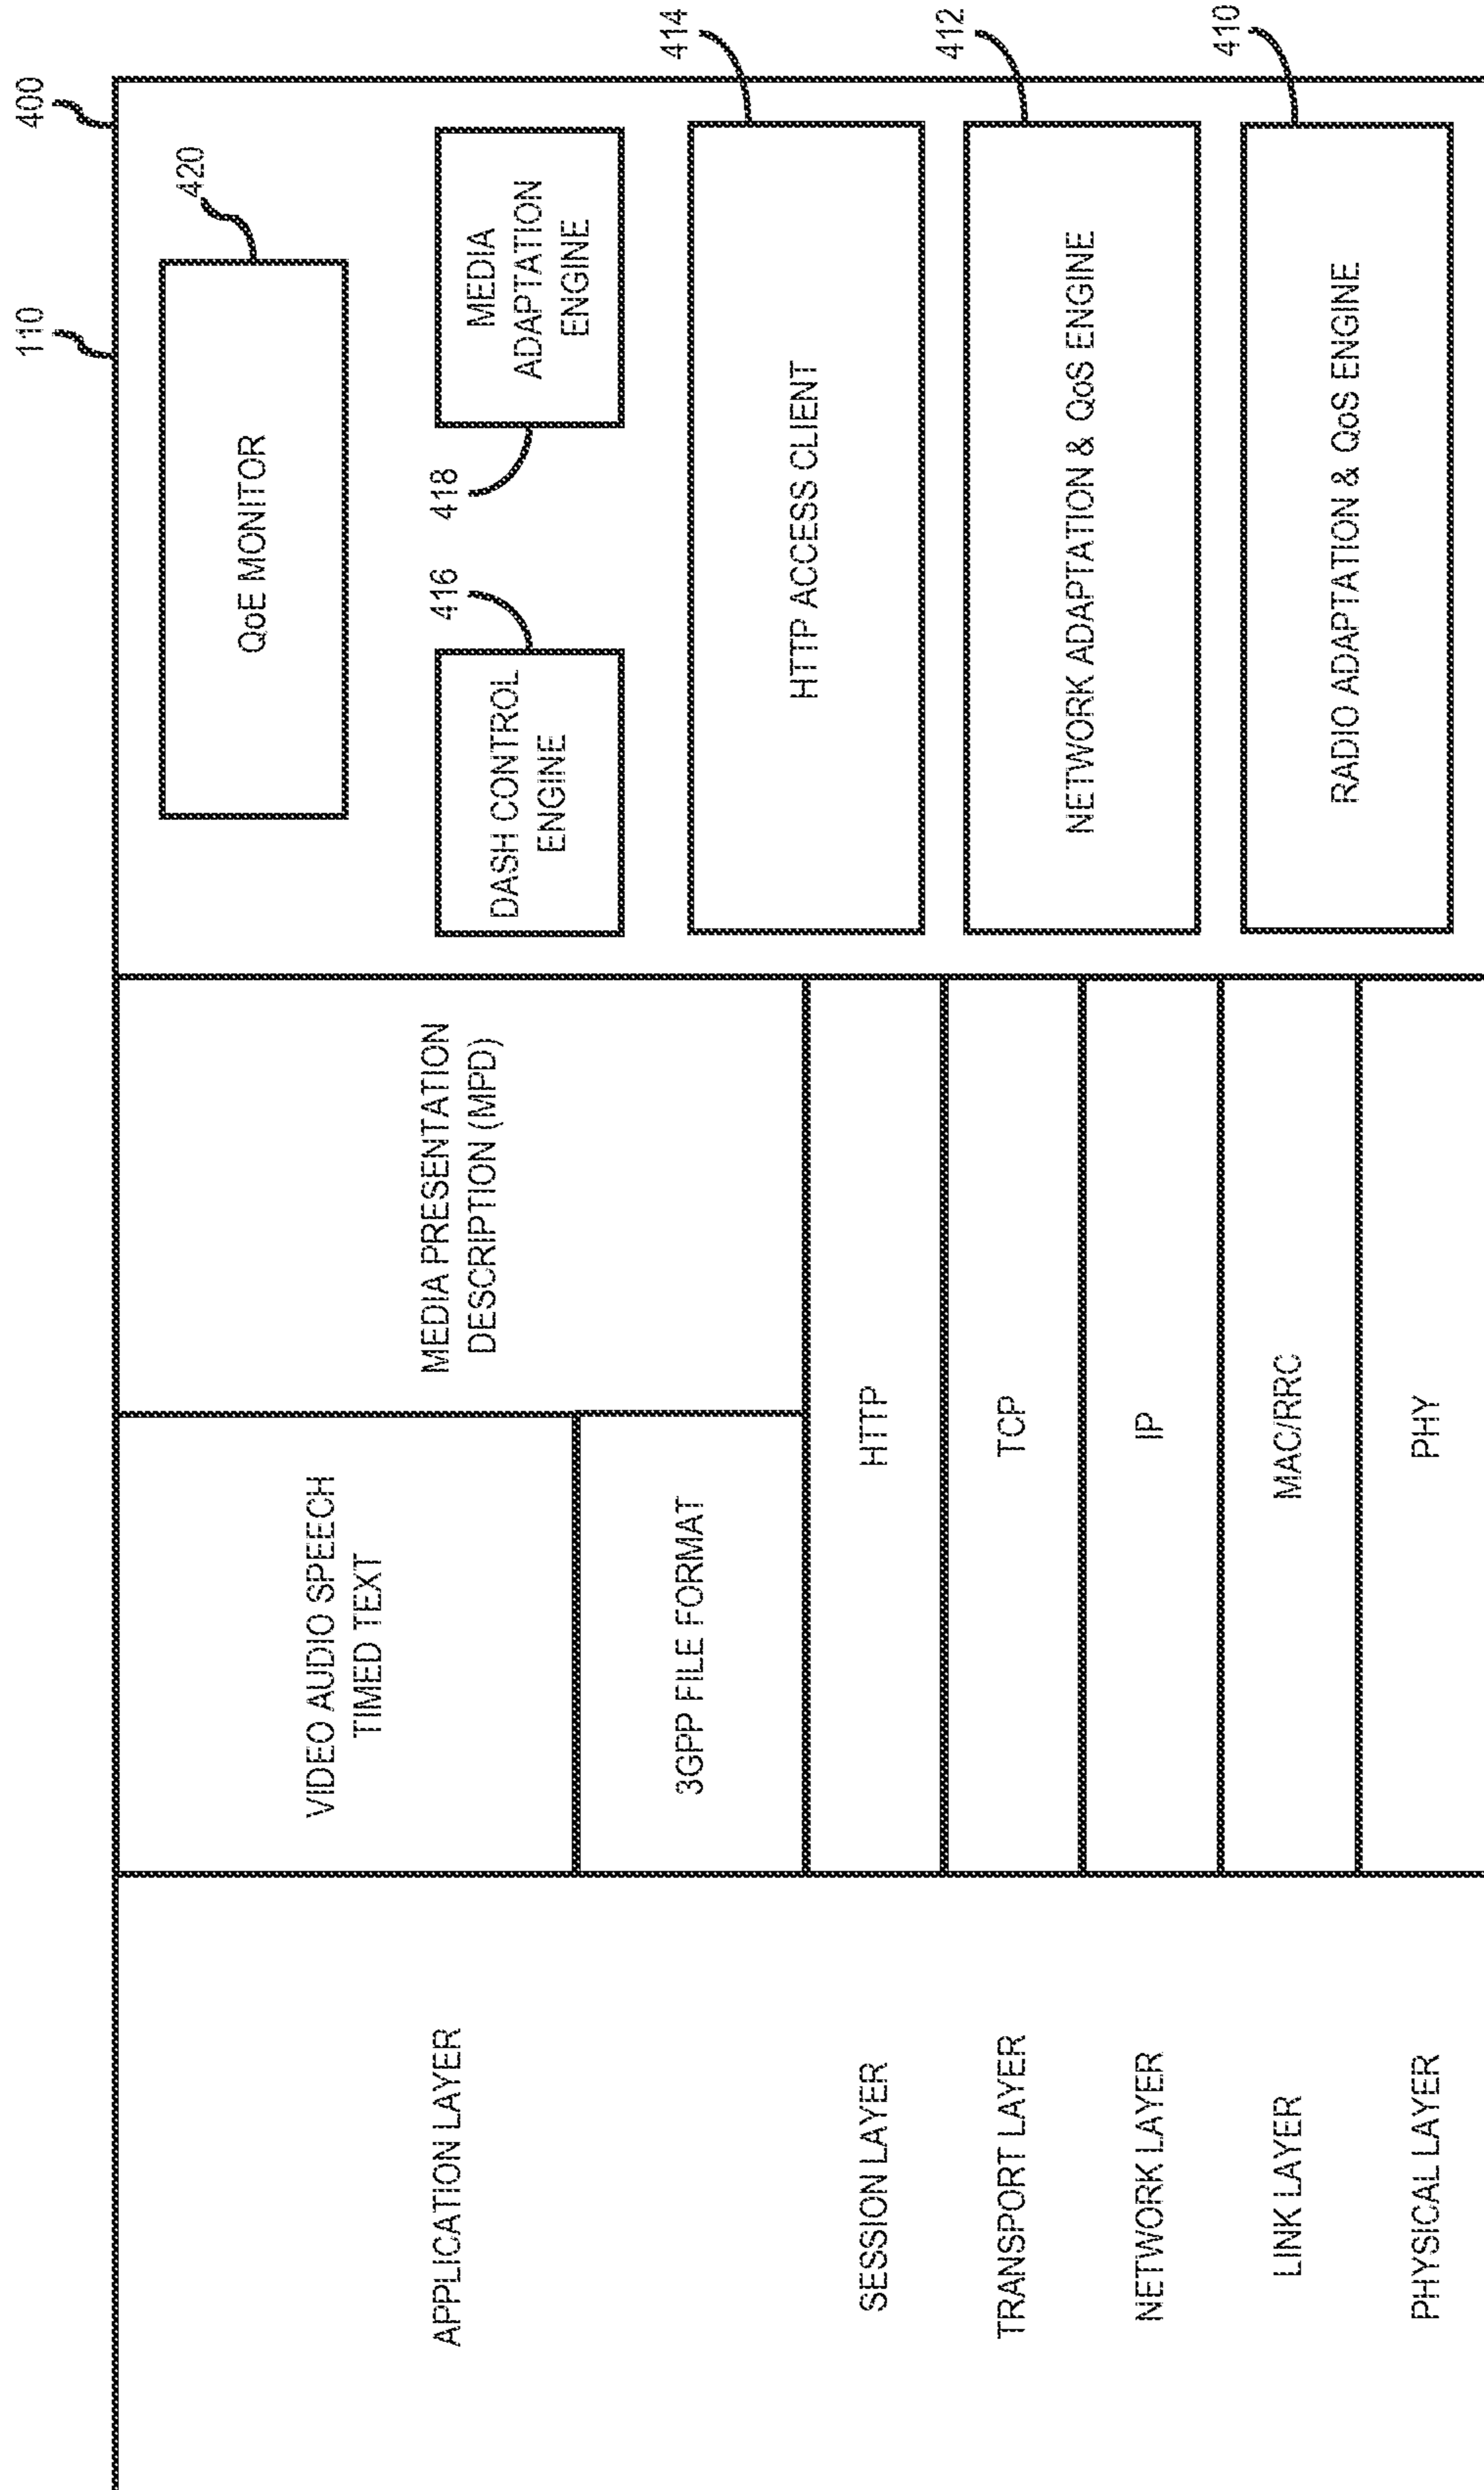 110
400
APPLICATION LAYER
VIDEO AUDIO SPEECH
TIMED TEXT
3GPP FILE FORMAT
MEDIA PRESENTATION
DESCRIPTION (MPD)
QoE MONITOR
420
DASH CONTROL
ENGINE
416
418
MEDIA
ADAPTATION
ENGINE
SESSION LAYER
HTTP
HTTP ACCESS CLIENT
414
TRANSPORT LAYER
TCP
NETWORK LAYER
IP
NETWORK ADAPTATION & QoS ENGINE
412
LINK LAYER
MAC/RRC
PHYSICAL LAYER
PHY
RADIO ADAPTATION & QoS ENGINE
410